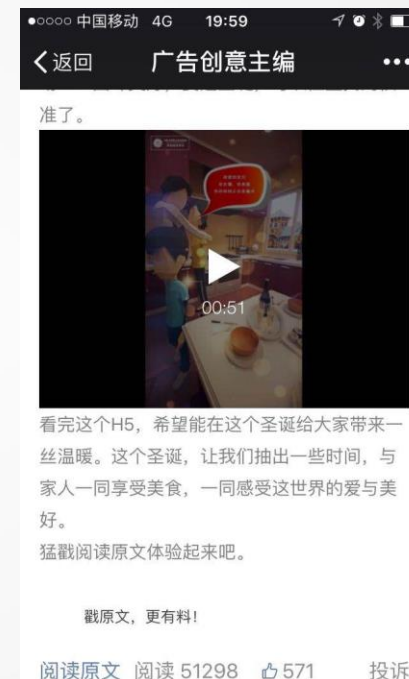 中国移动 4G 19:59
返回 广告创意主编
准了。
00:51
看完这个H5，希望能在这个圣诞给大家带来一
丝温暖。这个圣诞，让我们抽出一些时间，与
家人一同享受美食，一同感受这世界的爱与美
好。
猛戳阅读原文体验起来吧。
戳原文，更有料！
阅读原文 阅读 51298 571 投诉